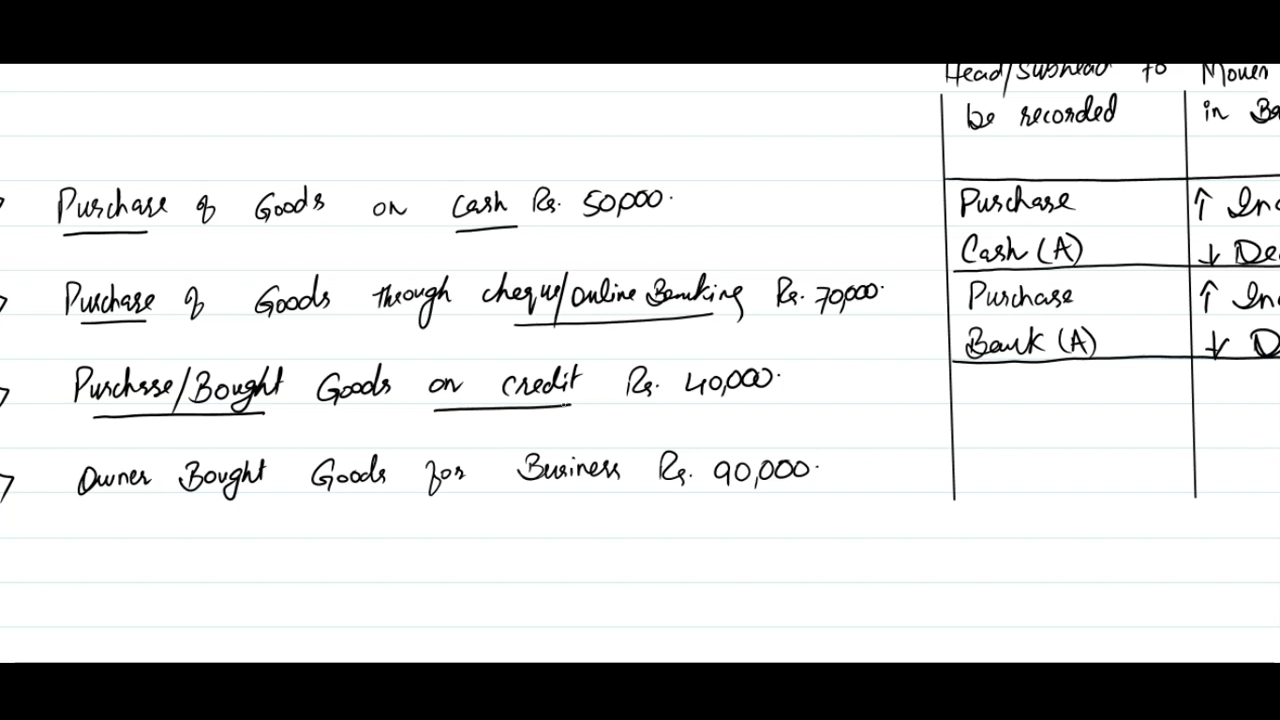 Head/Subhead to
be recorded
in
Purchase of Goods on Cash Rs. 50,000.
Purchase
Cash (A)
Purchase of Goods through cheque/Online Banking Rs. 70,000.
Purchase
Bank (A)
Purchase/Bought Goods on credit Rs. 40,000.
Owner Bought Goods for Business Rs. 90,000.